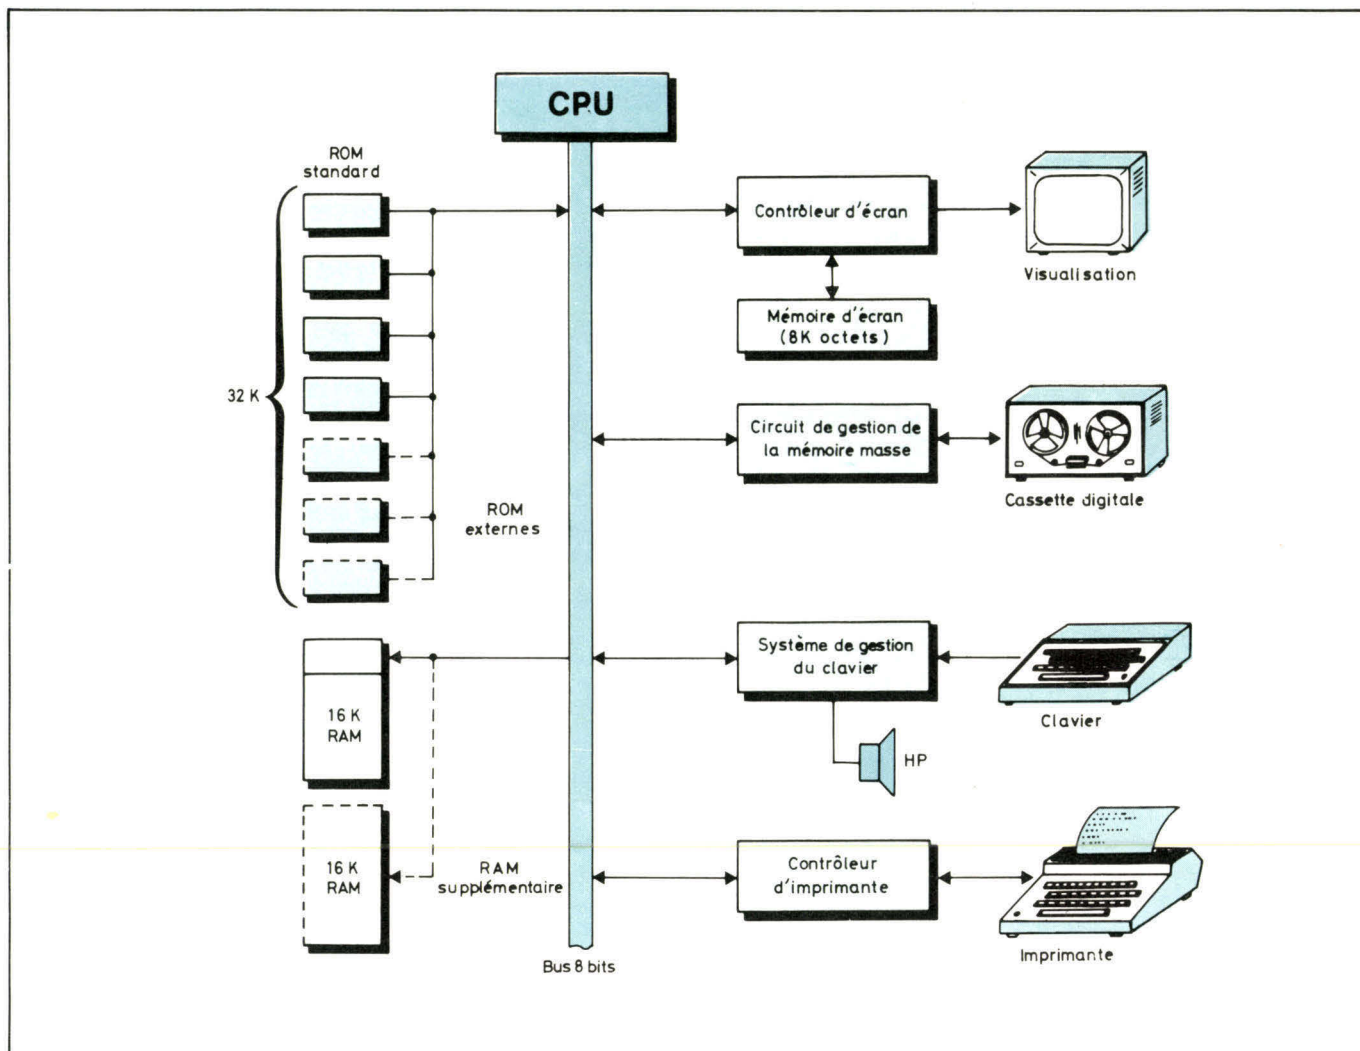 CPU
ROM
standard
32 K
ROM
externes
16 K
RAM
16 K
RAM
RAM
supplémentaire
Bus 8 bits
Contrôleur d'écran
Mémoire d'écran
(8K octets)
Visualisation
Circuit de gestion de
la mémoire masse
Cassette digitale
Système de gestion
du clavier
Clavier
HP
Contrôleur
d'imprimante
Imprimante